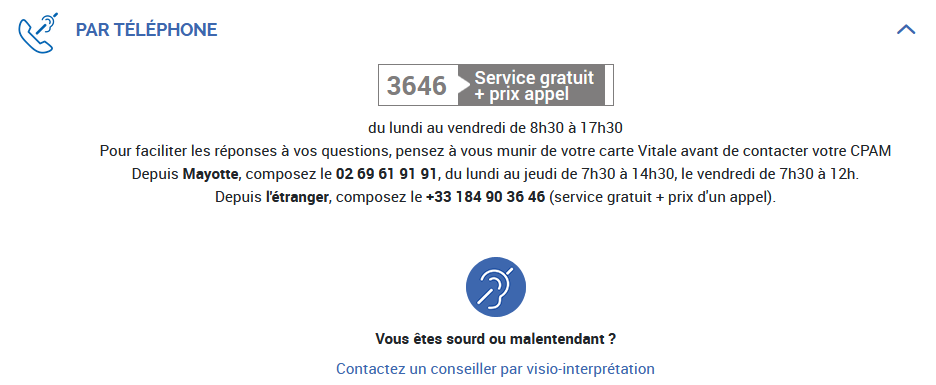 PAR TÉLÉPHONE
3646 Service gratuit
+ prix appel
du lundi au vendredi de 8h30 à 17h30
Pour faciliter les réponses à vos questions, pensez à vous munir de votre carte Vitale avant de contacter votre CPAM
Depuis Mayotte, composez le 02 69 61 91 91, du lundi au jeudi de 7h30 à 14h30, le vendredi de 7h30 à 12h.
Depuis l'étranger, composez le +33 184 90 36 46 (service gratuit + prix d'un appel).
Vous êtes sourd ou malentendant ?
Contactez un conseiller par visio-interprétation